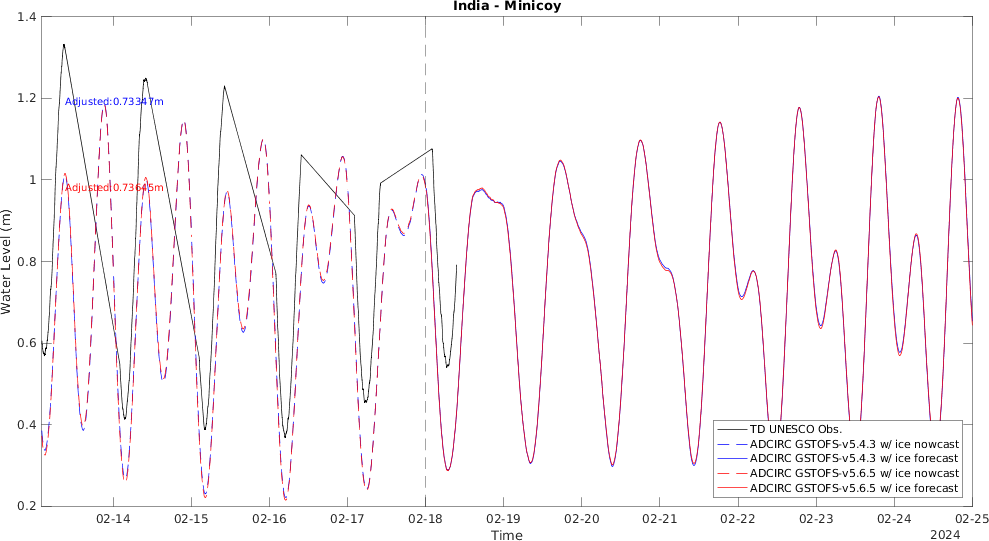 India - Minicoy
1.4
1.2
1
0.8
0.6
0.4
0.2
Water Level (m)
Adjusted:0.73347m
Adjusted:0.73645m
TD UNESCO Obs.
ADCIRC GSTOFS-v5.4.3 w/ ice nowcast
ADCIRC GSTOFS-v5.4.3 w/ ice forecast
ADCIRC GSTOFS-v5.6.5 w/ ice nowcast
ADCIRC GSTOFS-v5.6.5 w/ ice forecast
02-14 02-15 02-16 02-17 02-18 02-19 02-20 02-21 02-22 02-23 02-24 02-25
Time
2024